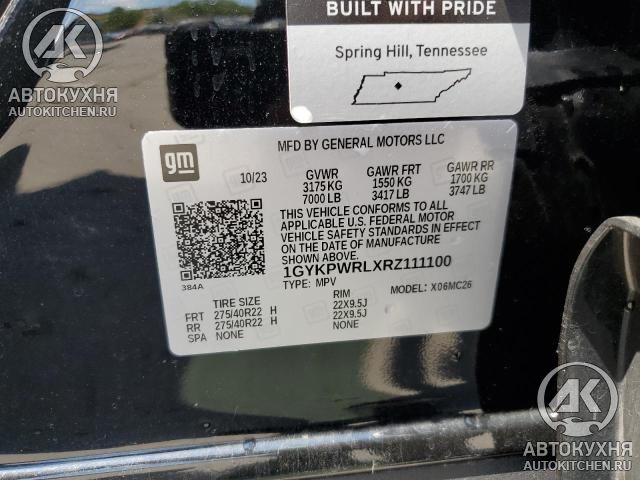 BUILT WITH PRIDE
Spring Hill, Tennessee
AK
АВТОКУХНЯ
AUTOKITCHEN.RU
gm
MFD BY GENERAL MOTORS LLC
10/23 GVWR GAWR FRT GAWR RR
3175 KG 1550 KG 1700 KG
7000 LB 3417 LB 3747 LB
THIS VEHICLE CONFORMS TO ALL
APPLICABLE U.S. FEDERAL MOTOR
VEHICLE SAFETY STANDARDS IN
EFFECT ON THE DATE OF MANUFACTURE
SHOWN ABOVE.
1GYKPWRLXRZ111100
384A
TYPE: MPV MODEL: X06MC26
TIRE SIZE RIM
FRT 275/40R22 H 22X9.5J
RR 275/40R22 H 22X9.5J
SPA NONE NONE
AK
АВТОКУХНЯ
AUTOKITCHEN.RU